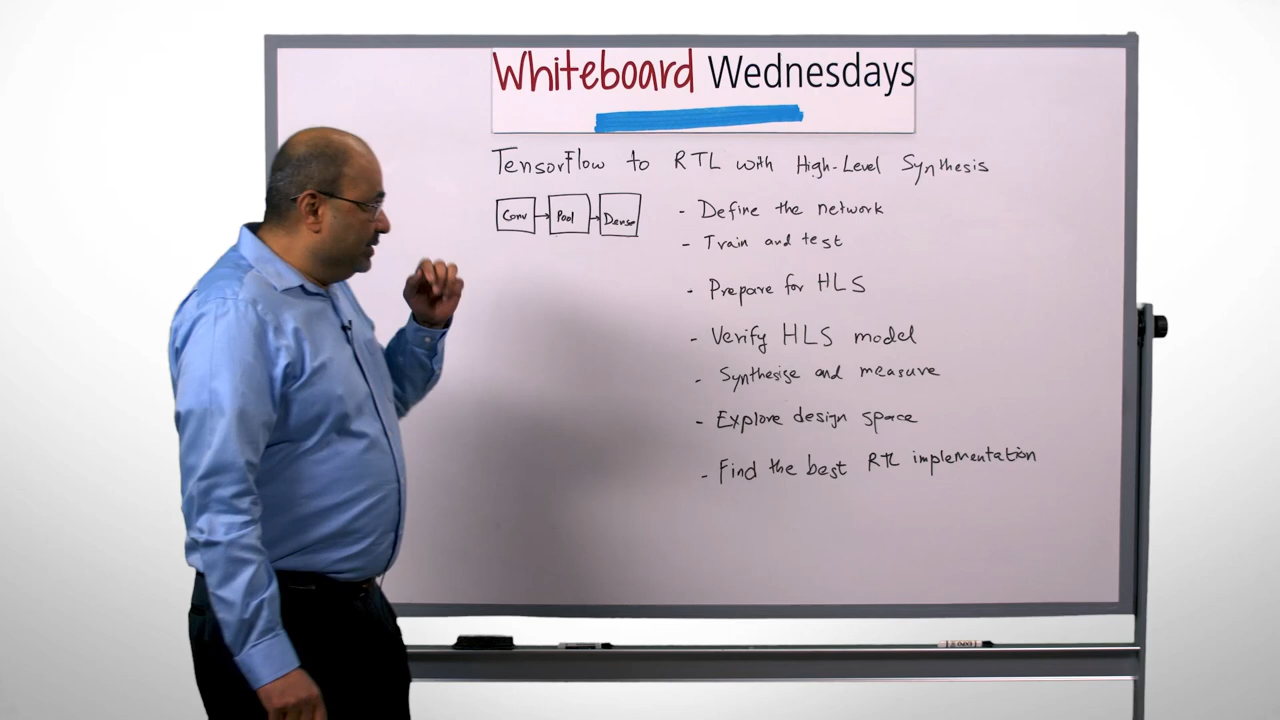 Whiteboard Wednesdays
TensorFlow to RTL with High-Level Synthesis
Conv Pool Dense
- Define the network
- Train and test
- Prepare for HLS
- Verify HLS model
- Synthesize and measure
- Explore design space
- Find the best RTL implementation